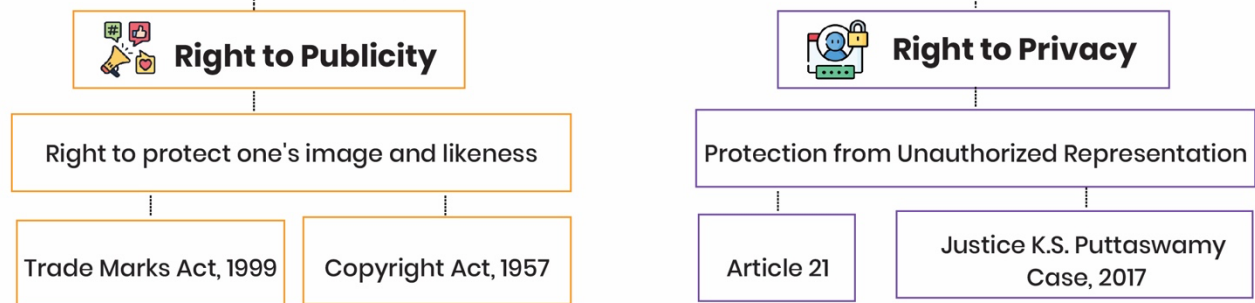 Right to Publicity
Right to protect one's image and likeness
Trade Marks Act, 1999
Copyright Act, 1957
Right to Privacy
Protection from Unauthorized Representation
Article 21
Justice K.S. Puttaswamy
Case, 2017